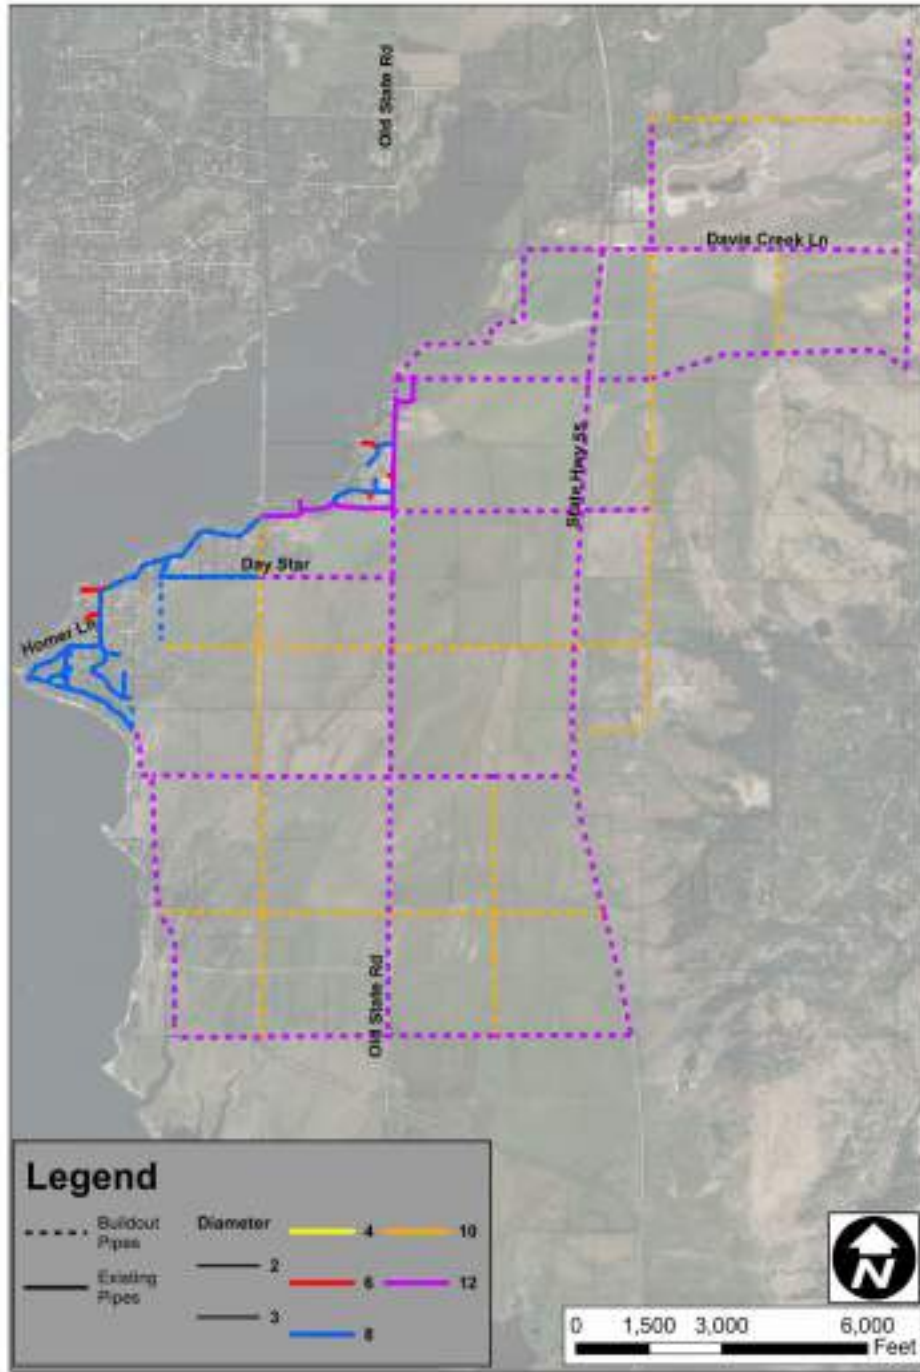 Old State Rd
Davis Creek Ln
State Hwy 55
Day Star
Homer Ln
Old State Rd
Legend
Buildout
Pipes
Existing
Pipes
Diameter
2
3
4
6
8
10
12
N
0 1,500 3,000 6,000
Feet